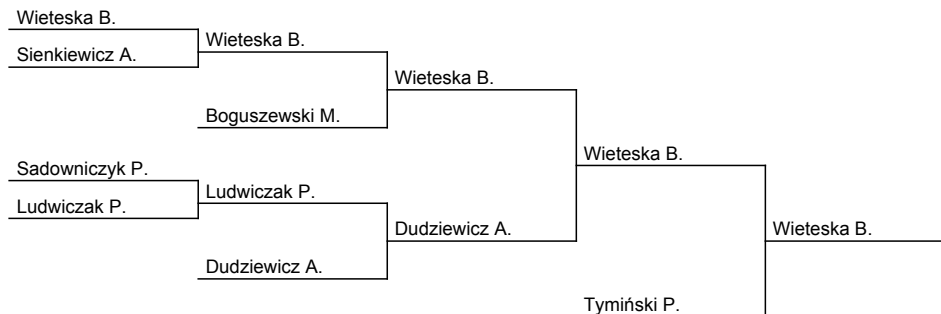 Wieteska B.
Sienkiewicz A.
Wieteska B.
Boguszewski M.
Wieteska B.
Sadowniczyk P.
Ludwiczak P.
Ludwiczak P.
Dudziewicz A.
Dudziewicz A.
Wieteska B.
Tymiński P.
Wieteska B.